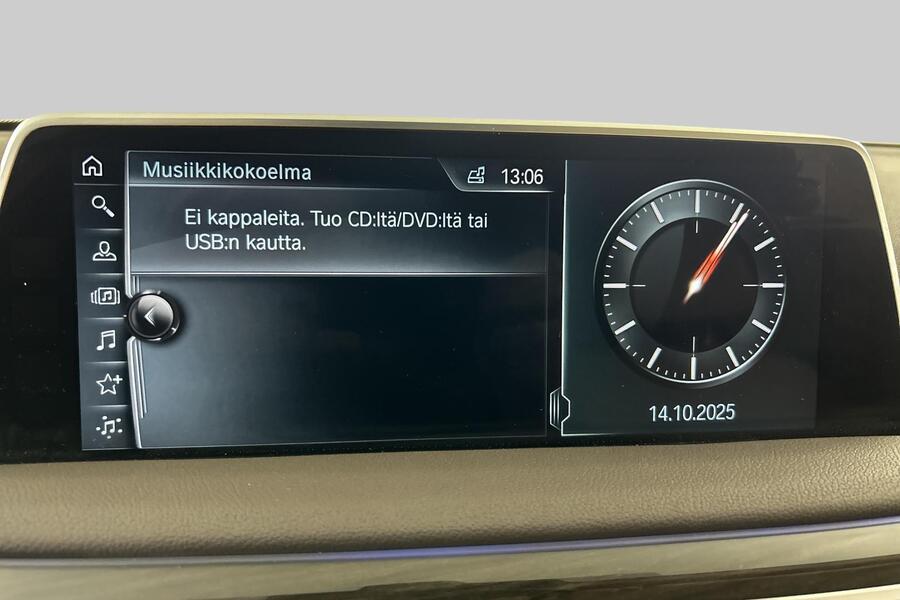 Musiikkikokoelma
13:06
Ei kappaleita. Tuo CD:ltä/DVD:ltä tai
USB:n kautta.
14.10.2025